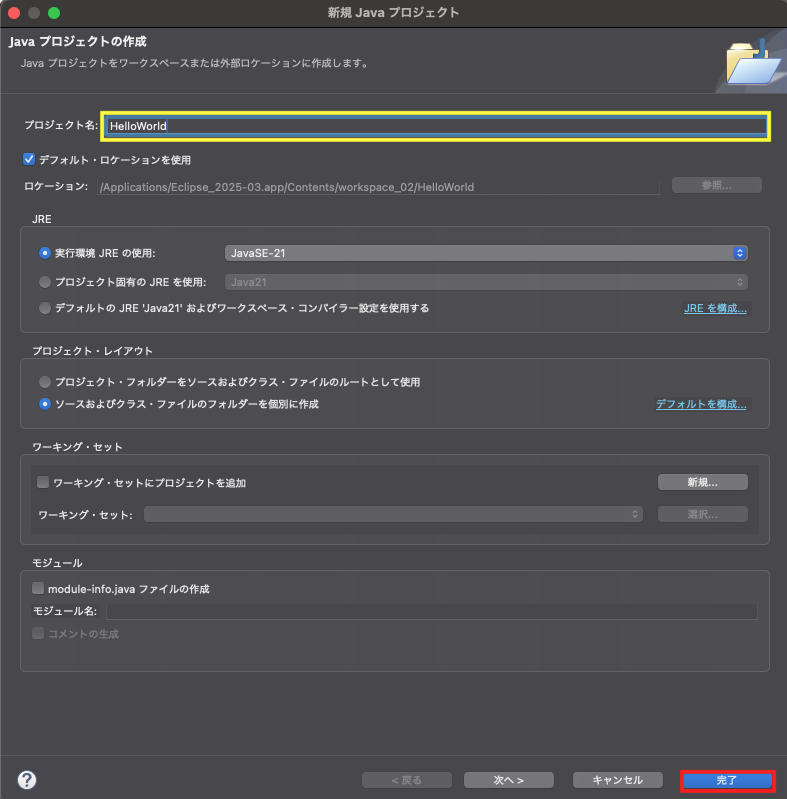 新規 Java プロジェクト
Java プロジェクトの作成
Java プロジェクトをワークスペースまたは外部ロケーションに作成します。
プロジェクト名: HelloWorld
デフォルト・ロケーションを使用
ロケーション: /Applications/Eclipse_2025-03.app/Contents/workspace_02/HelloWorld 参照...
JRE
実行環境 JRE の使用: JavaSE-21
プロジェクト固有の JRE を使用: Java21
デフォルトの JRE 'Java21' およびワークスペース・コンパイラー設定を使用する JRE を構成...
プロジェクト・レイアウト
プロジェクト・フォルダーをソースおよびクラス・ファイルのルートとして使用
ソースおよびクラス・ファイルのフォルダーを個別に作成 デフォルトを構成...
ワーキング・セット
ワーキング・セットにプロジェクトを追加 新規...
ワーキング・セット: 選択...
モジュール
module-info.java ファイルの作成
モジュール名:
コメントの生成
? < 戻る 次へ > キャンセル 完了